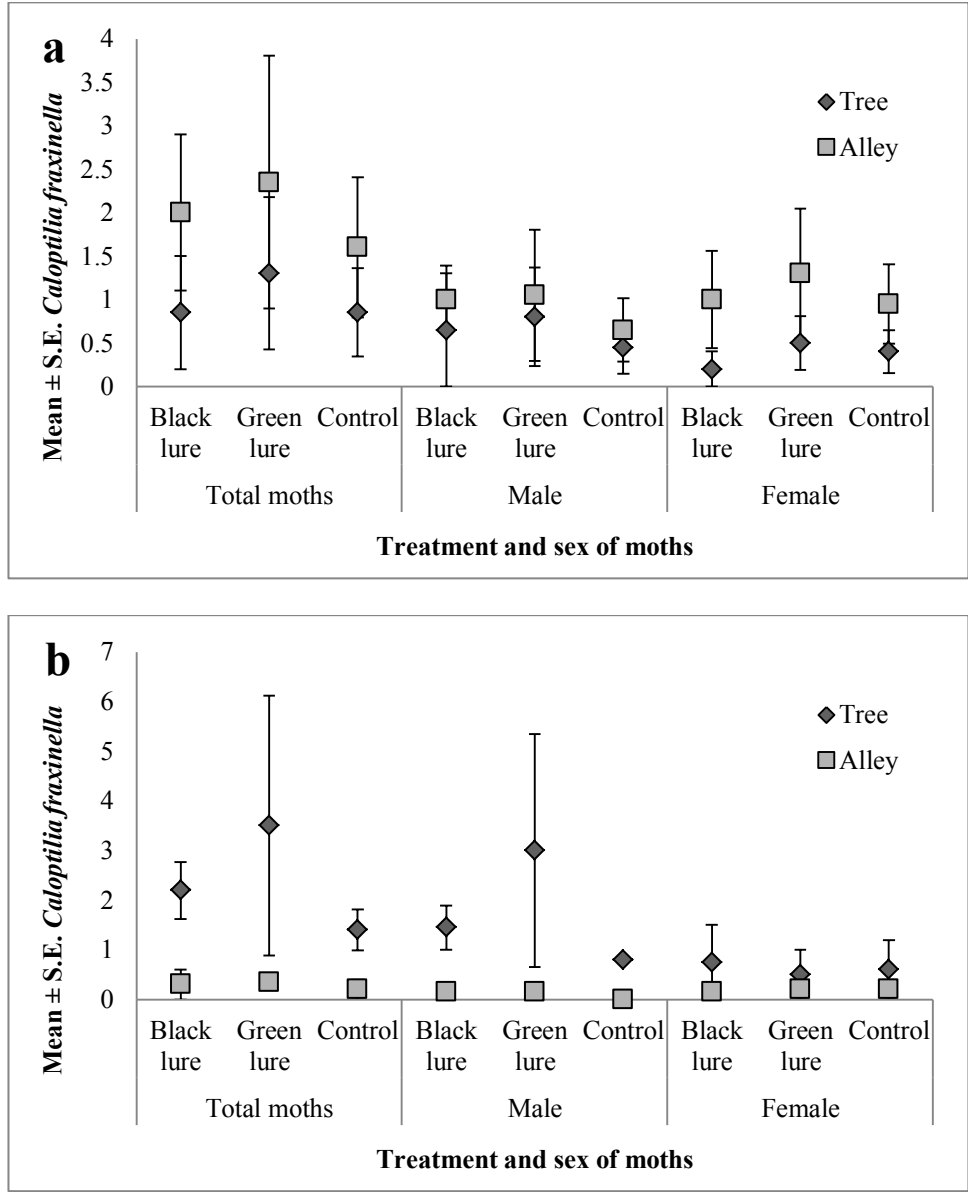 a
Mean ± S.E. Caloptilia fraxinella
4
3.5
3
2.5
2
1.5
1
0.5
0
Tree
Alley
Black lure
Green lure
Control
Black lure
Green lure
Control
Black lure
Green lure
Control
Total moths
Male
Female
Treatment and sex of moths
b
Mean ± S.E. Caloptilia fraxinella
7
6
5
4
3
2
1
0
Tree
Alley
Black lure
Green lure
Control
Black lure
Green lure
Control
Black lure
Green lure
Control
Total moths
Male
Female
Treatment and sex of moths